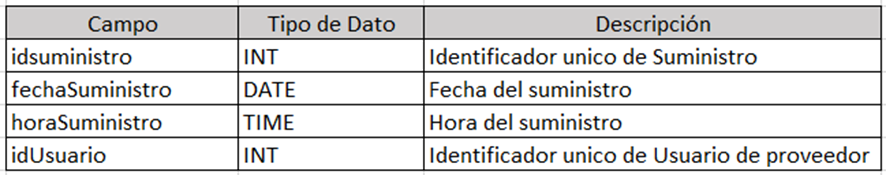 Campo Tipo de Dato Descripción
idsuministro INT Identificador unico de Suministro
fechaSuministro DATE Fecha del suministro
horaSuministro TIME Hora del suministro
idUsuario INT Identificador unico de Usuario de proveedor